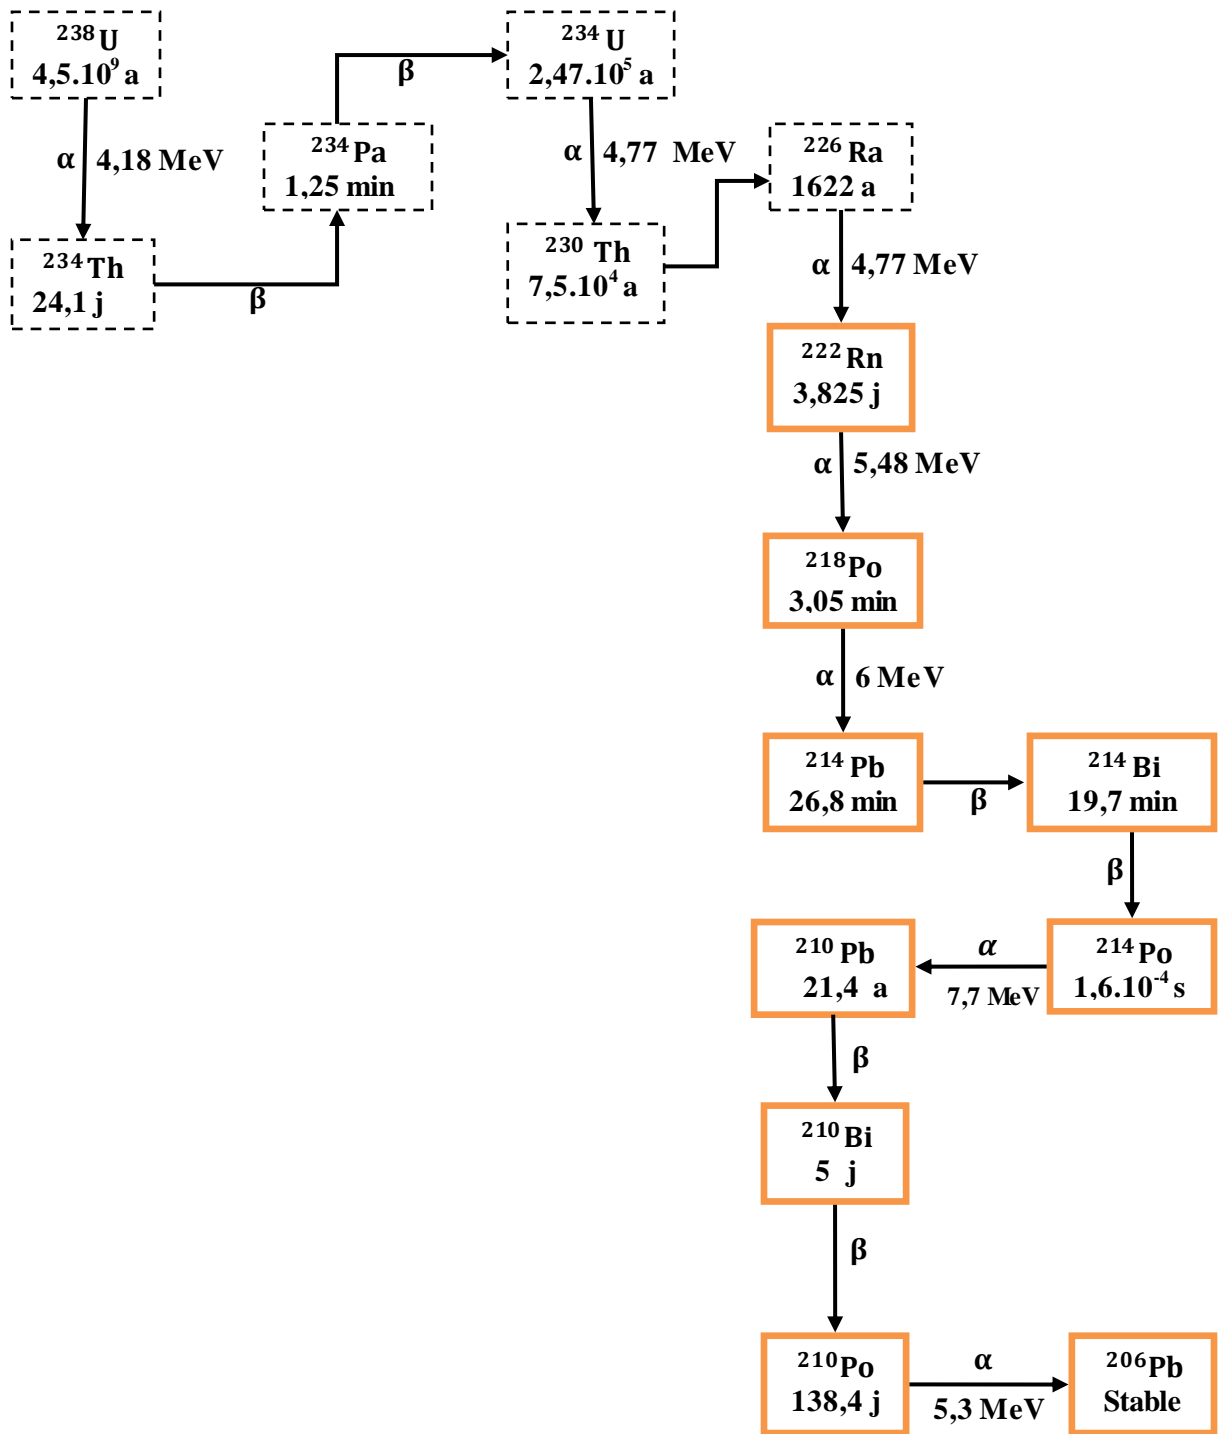 ²³⁸U
4,5.10⁹ a
α 4,18 MeV
²³⁴Th
24,1 j
β
²³⁴Pa
1,25 min
β
²³⁴U
2,47.10⁵ a
α 4,77 MeV
²³⁰Th
7,5.10⁴ a
²²⁶Ra
1622 a
α 4,77 MeV
²²²Rn
3,825 j
α 5,48 MeV
²¹⁸Po
3,05 min
α 6 MeV
²¹⁴Pb
26,8 min
β
²¹⁴Bi
19,7 min
β
²¹⁴Po
1,6.10⁻⁴ s
α
7,7 MeV
²¹⁰Pb
21,4 a
β
²¹⁰Bi
5 j
β
²¹⁰Po
138,4 j
α
5,3 MeV
²⁰⁶Pb
Stable